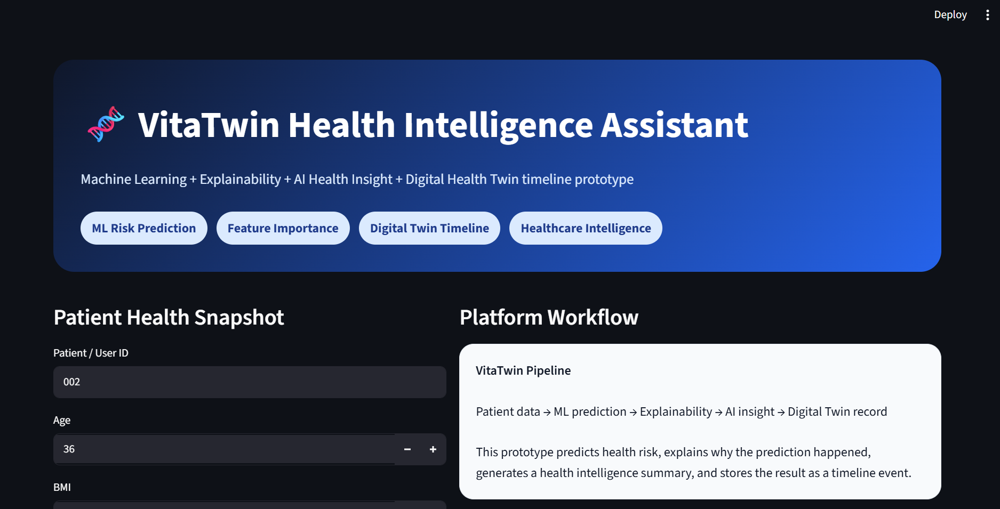 Deploy
VitaTwin Health Intelligence Assistant
Machine Learning + Explainability + AI Health Insight + Digital Health Twin timeline prototype
ML Risk Prediction
Feature Importance
Digital Twin Timeline
Healthcare Intelligence
Patient Health Snapshot
Patient / User ID
002
Age
36
BMI
Platform Workflow
VitaTwin Pipeline
Patient data → ML prediction → Explainability → AI insight → Digital Twin record
This prototype predicts health risk, explains why the prediction happened,
generates a health intelligence summary, and stores the result as a timeline event.